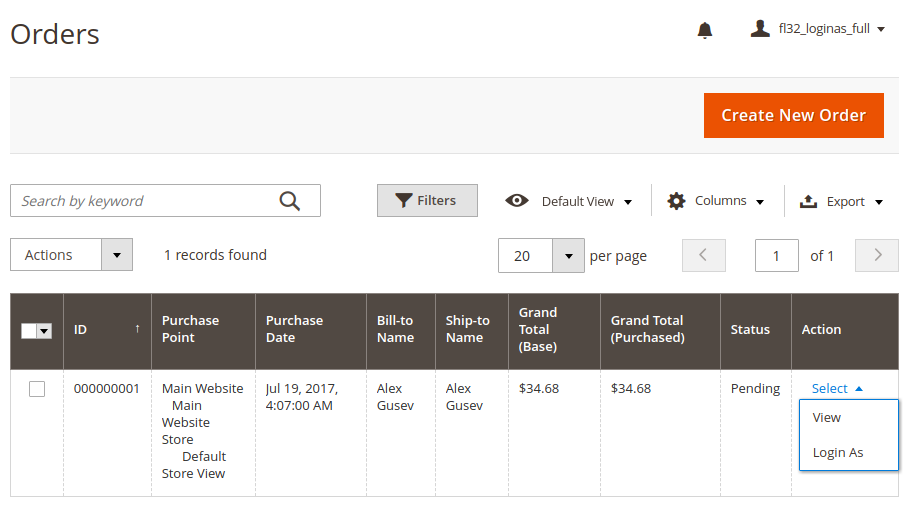 Orders
fl32_loginas_full
Create New Order
Search by keyword
Filters
Default View
Columns
Export
Actions
1 records found
20
per page
1
of 1
ID ↑
Purchase
Point
Purchase
Date
Bill-to
Name
Ship-to
Name
Grand
Total
(Base)
Grand Total
(Purchased)
Status
Action
000000001
Main Website
Main
Website
Store
Default
Store View
Jul 19, 2017,
4:07:00 AM
Alex
Gusev
Alex
Gusev
$34.68
$34.68
Pending
Select
View
Login As